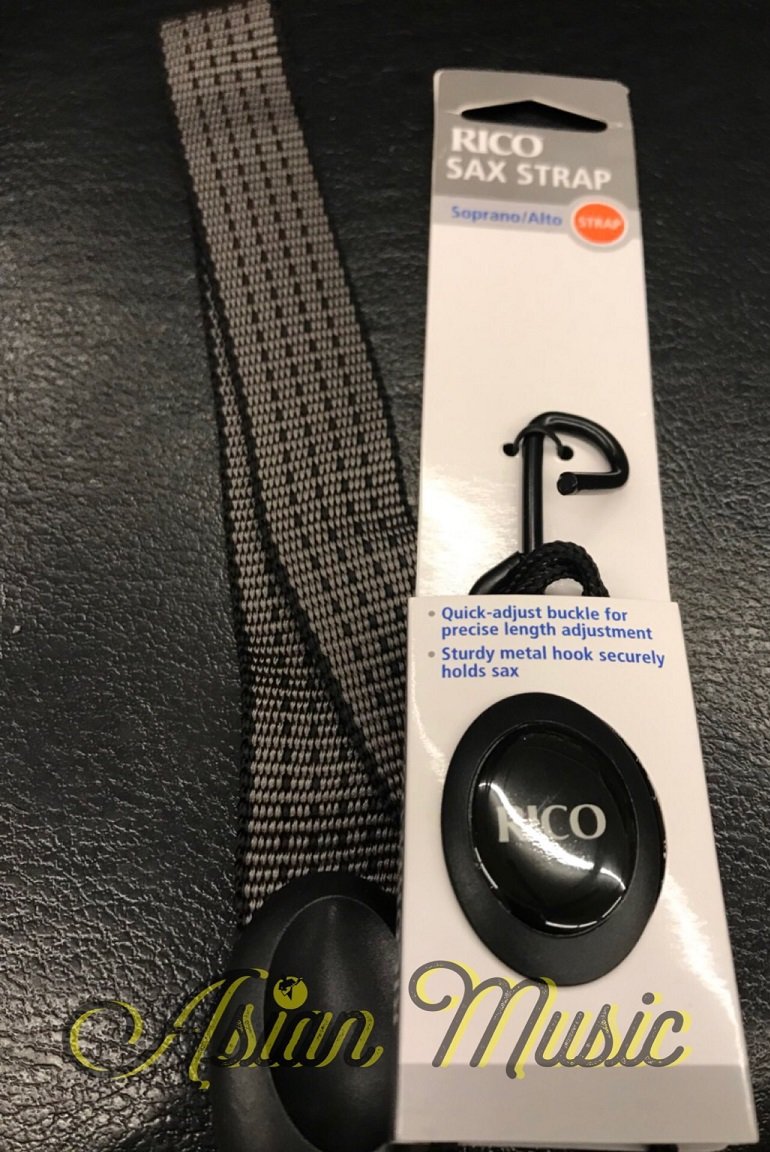 RICO
SAX STRAP
Soprano/Alto
STRAP
• Quick-adjust buckle for
precise length adjustment
• Sturdy metal hook securely
holds sax
RICO
Asian Music